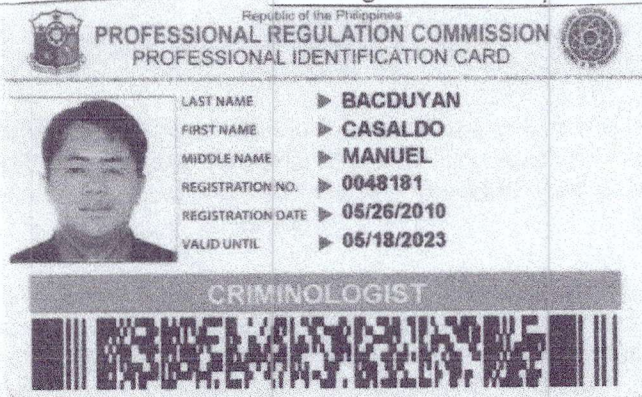 Republic of the Philippines
PROFESSIONAL REGULATION COMMISSION
PROFESSIONAL IDENTIFICATION CARD
LAST NAME ▶ BACDUYAN
FIRST NAME ▶ CASALDO
MIDDLE NAME ▶ MANUEL
REGISTRATION NO. ▶ 0048181
REGISTRATION DATE ▶ 05/26/2010
VALID UNTIL ▶ 05/18/2023
CRIMINOLOGIST